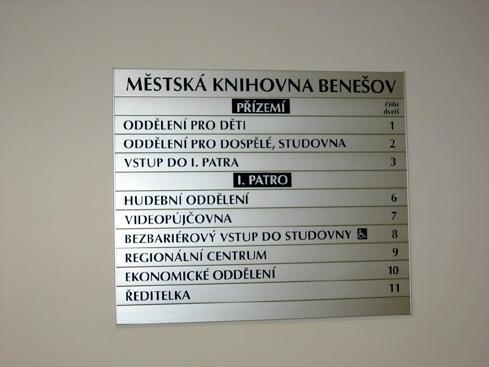 MĚSTSKÁ KNIHOVNA BENEŠOV
PŘÍZEMÍ číslo dveří
ODDĚLENÍ PRO DĚTI 1
ODDĚLENÍ PRO DOSPĚLÉ, STUDOVNA 2
VSTUP DO I. PATRA 3
I. PATRO
HUDEBNÍ ODDĚLENÍ 6
VIDEOPŮJČOVNA 7
BEZBARIÉROVÝ VSTUP DO STUDOVNY 8
REGIONÁLNÍ CENTRUM 9
EKONOMICKÉ ODDĚLENÍ 10
ŘEDITELKA 11